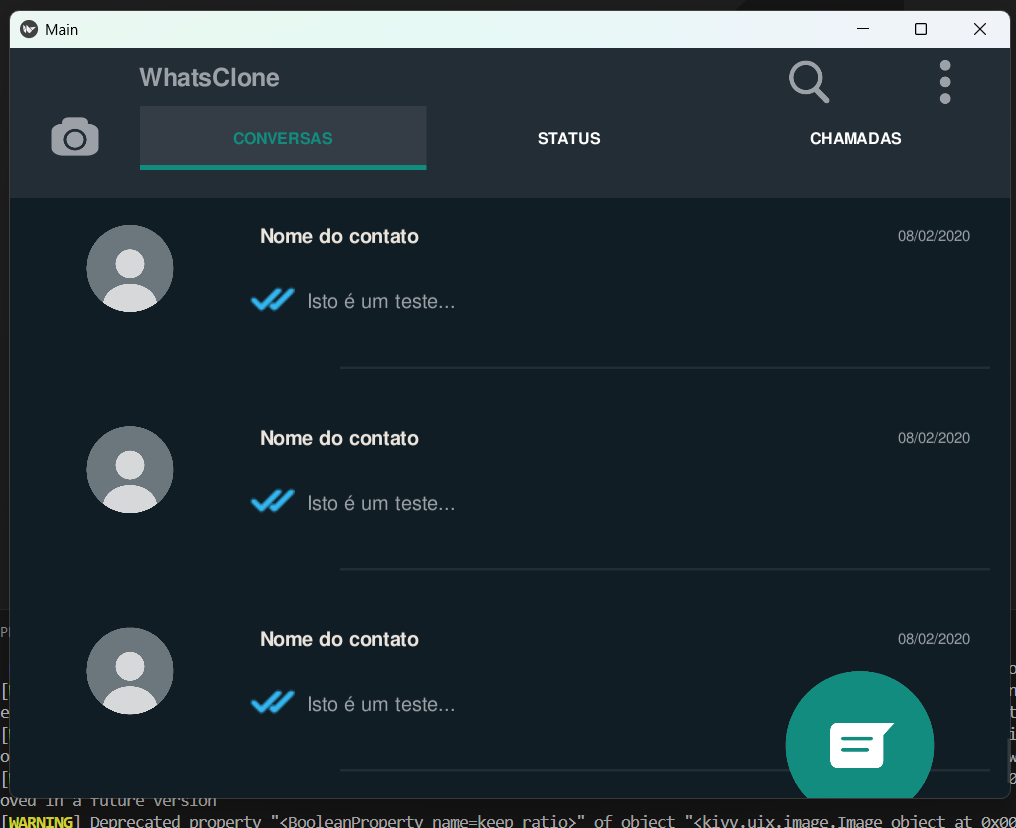 Main
WhatsClone
CONVERSAS STATUS CHAMADAS
Nome do contato 08/02/2020
Isto é um teste...
Nome do contato 08/02/2020
Isto é um teste...
Nome do contato 08/02/2020
Isto é um teste...
oved in a future version
[WARNING] Deprecated property "<BooleanProperty name=keep_ratio>" of object "<kivy.uix.image.Image object at 0x00